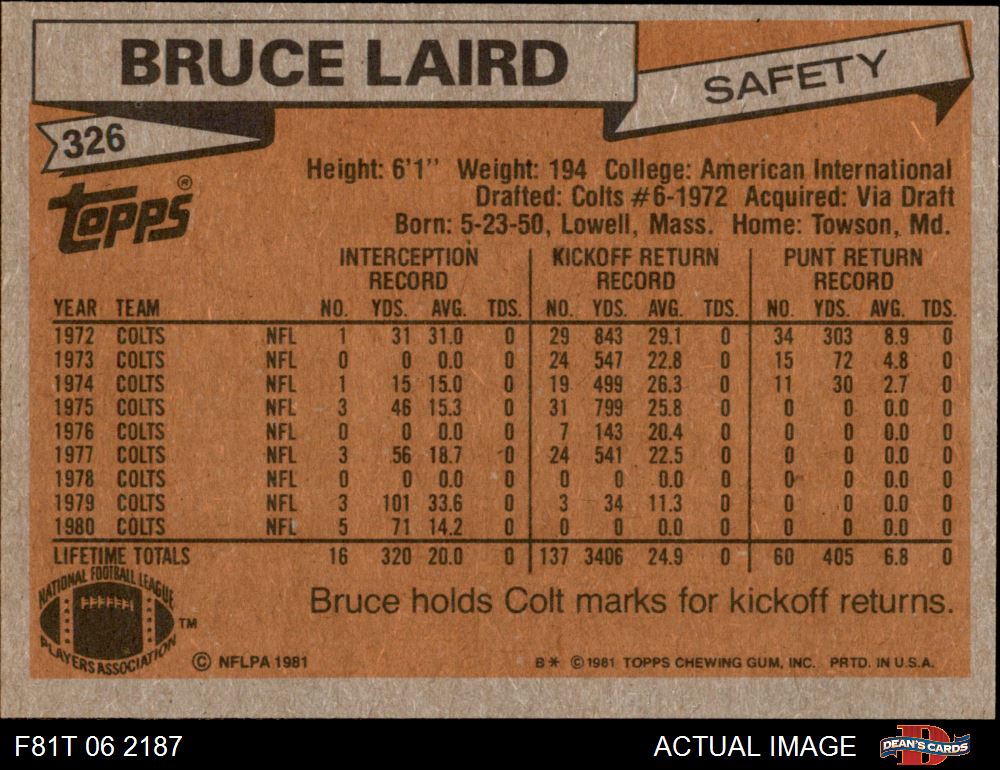 BRUCE LAIRD
SAFETY
326
Topps®
Height: 6'1" Weight: 194 College: American International
Drafted: Colts #6-1972 Acquired: Via Draft
Born: 5-23-50, Lowell, Mass. Home: Towson, Md.
INTERCEPTION RECORD KICKOFF RETURN RECORD PUNT RETURN RECORD
YEAR TEAM NO. YDS. AVG. TDS. NO. YDS. AVG. TDS. NO. YDS. AVG. TDS.
1972 COLTS NFL 1 31 31.0 0 29 843 29.1 0 34 303 8.9 0
1973 COLTS NFL 0 0 0.0 0 24 547 22.8 0 15 72 4.8 0
1974 COLTS NFL 1 15 15.0 0 19 499 26.3 0 11 30 2.7 0
1975 COLTS NFL 3 46 15.3 0 31 799 25.8 0 0 0 0.0 0
1976 COLTS NFL 0 0 0.0 0 7 143 20.4 0 0 0 0.0 0
1977 COLTS NFL 3 56 18.7 0 24 541 22.5 0 0 0 0.0 0
1978 COLTS NFL 0 0 0.0 0 0 0 0.0 0 0 0 0.0 0
1979 COLTS NFL 3 101 33.6 0 3 34 11.3 0 0 0 0.0 0
1980 COLTS NFL 5 71 14.2 0 0 0 0.0 0 0 0 0.0 0
LIFETIME TOTALS 16 320 20.0 0 137 3406 24.9 0 60 405 6.8 0
NATIONAL FOOTBALL LEAGUE
PLAYERS ASSOCIATION
TM
Bruce holds Colt marks for kickoff returns.
© NFLPA 1981
B* © 1981 TOPPS CHEWING GUM, INC. PRTD. IN U.S.A.
F81T 06 2187
ACTUAL IMAGE
D
DEAN'S CARDS